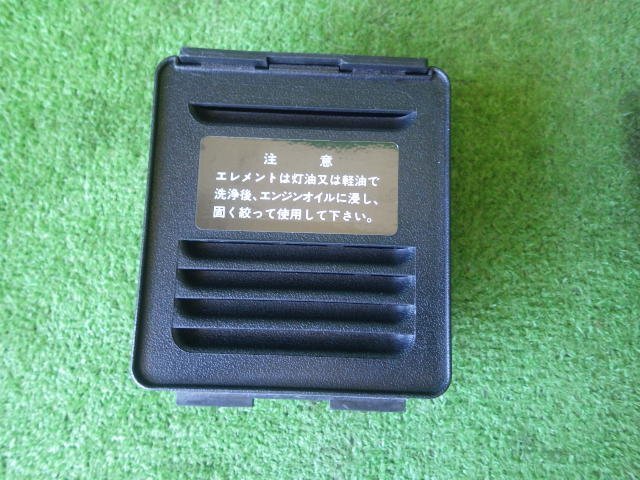 注 意
エレメントは灯油又は軽油で
洗浄後、エンジンオイルに浸し、
固く絞って使用して下さい。